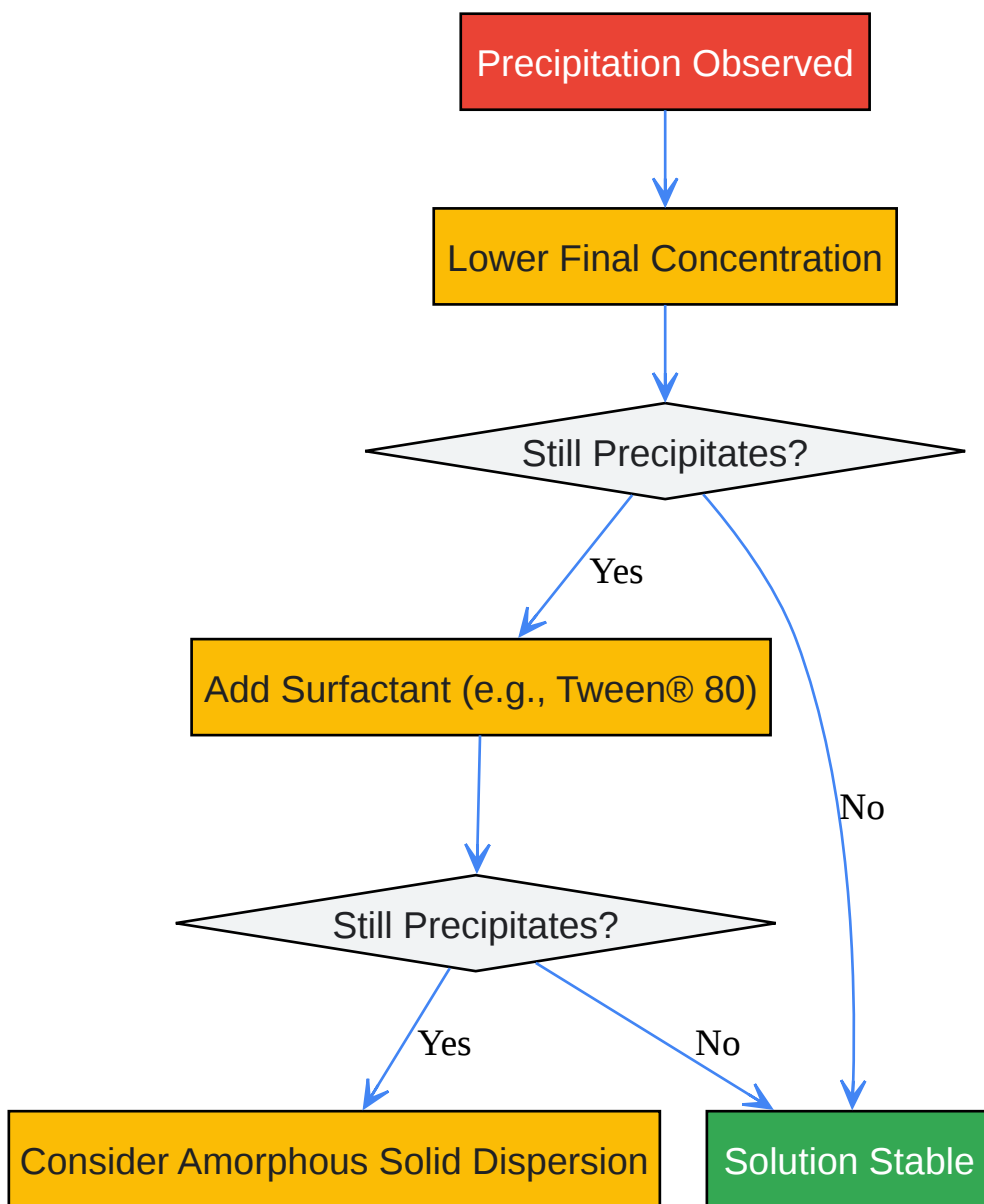 Precipitation Observed
Lower Final Concentration
Still Precipitates?
Yes
Add Surfactant (e.g., Tween® 80)
No
Still Precipitates?
Yes
No
Consider Amorphous Solid Dispersion
Solution Stable